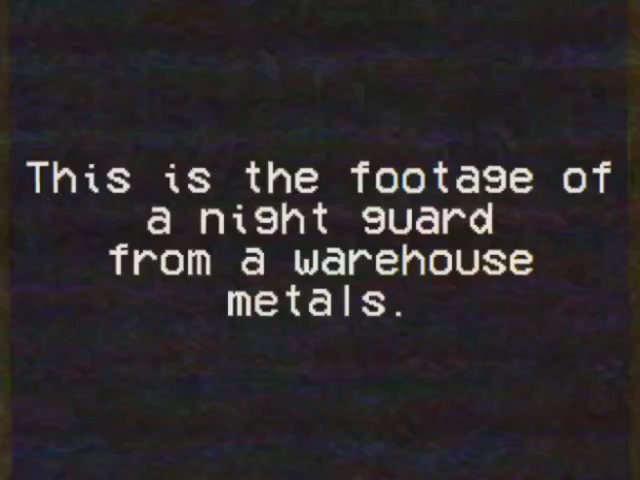 This is the footage of
a night guard
from a warehouse
metals.